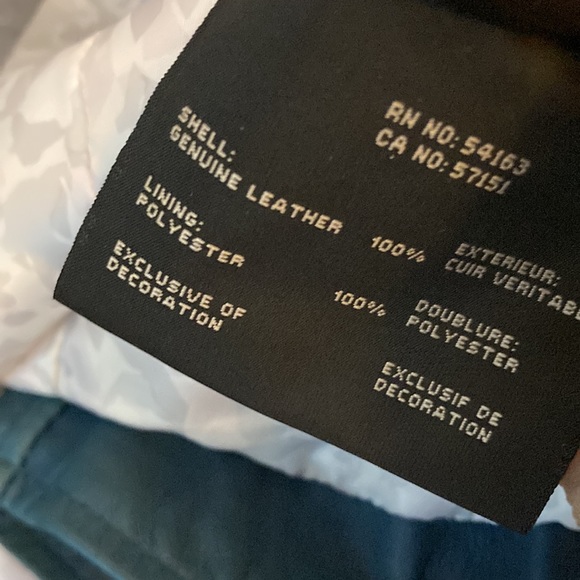 RN NO: 54163
CA NO: 57151
SHELL:
GENUINE LEATHER 100%
LINING:
POLYESTER 100%
EXCLUSIVE OF
DECORATION
EXTERIEUR:
CUIR VERITABL
DOUBLURE:
POLYESTER
EXCLUSIF DE
DECORATION